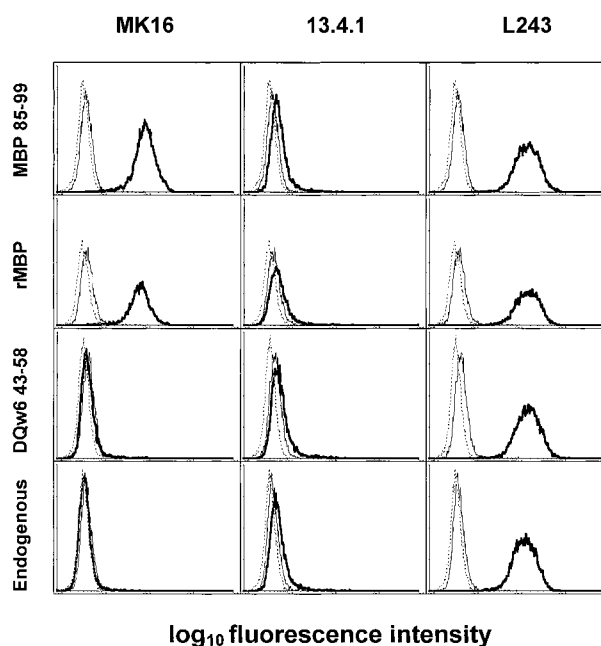 MK16 13.4.1 L243
MBP 85-99
rMBP
DQw6 43-58
Endogenous
log₁₀ fluorescence intensity